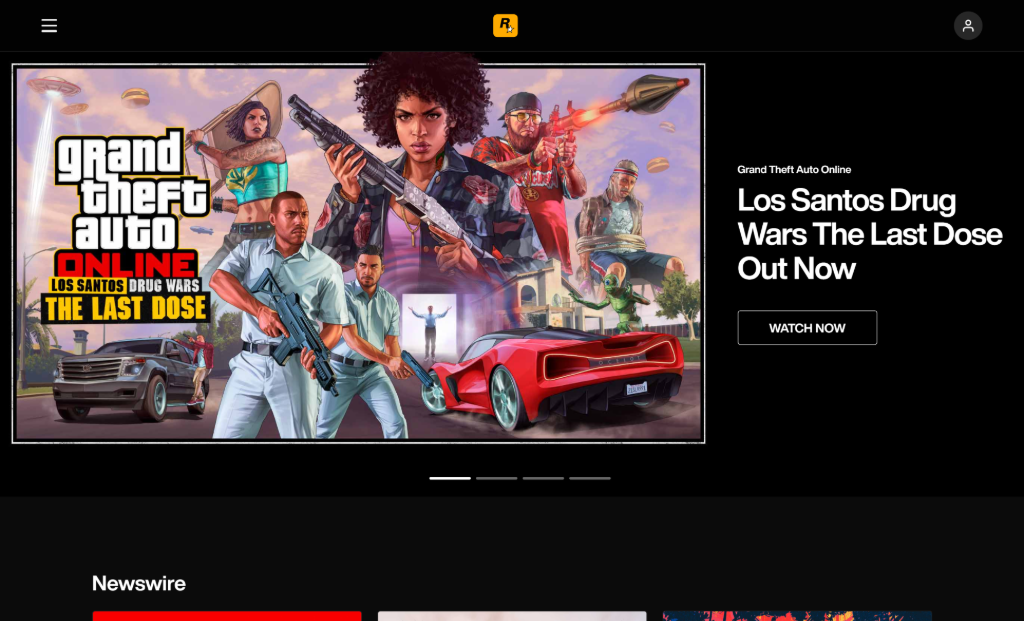 R
grand
theft
auto
ONLINE
LOS SANTOS DRUG WARS
THE LAST DOSE
Grand Theft Auto Online
Los Santos Drug
Wars The Last Dose
Out Now
WATCH NOW
Newswire